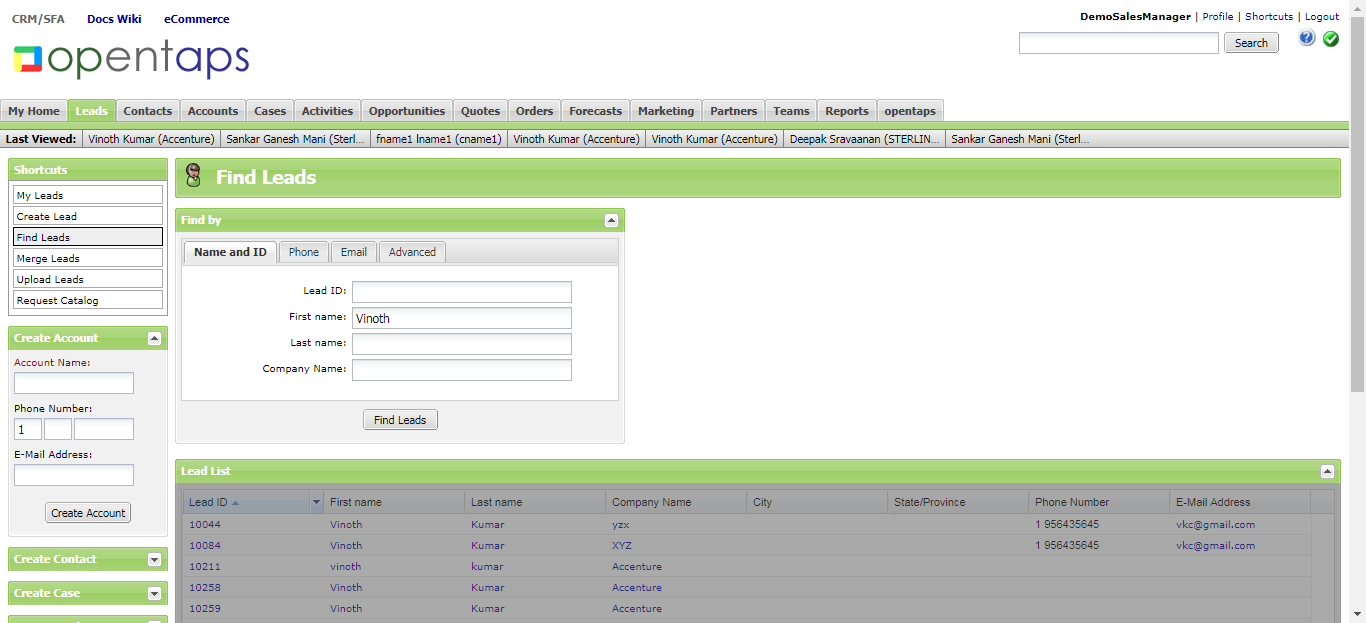 CRM/SFA Docs Wiki eCommerce
DemoSalesManager | Profile | Shortcuts | Logout
opentaps
Search
?
My Home Leads Contacts Accounts Cases Activities Opportunities Quotes Orders Forecasts Marketing Partners Teams Reports opentaps
Last Viewed: Vinoth Kumar (Accenture) Sankar Ganesh Mani (Sterl... fname1 lname1 (cname1) Vinoth Kumar (Accenture) Vinoth Kumar (Accenture) Deepak Sravaanan (STERLIN... Sankar Ganesh Mani (Sterl...
Shortcuts
My Leads
Create Lead
Find Leads
Merge Leads
Upload Leads
Request Catalog
Create Account
Account Name:
Phone Number:
1
E-Mail Address:
Create Account
Create Contact
Create Case
Find Leads
Find by
Name and ID Phone Email Advanced
Lead ID:
First name: Vinoth
Last name:
Company Name:
Find Leads
Lead List
Lead ID First name Last name Company Name City State/Province Phone Number E-Mail Address
10044 Vinoth Kumar yzx 1 956435645 vkc@gmail.com
10084 Vinoth Kumar XYZ 1 956435645 vkc@gmail.com
10211 vinoth kumar Accenture
10258 Vinoth Kumar Accenture
10259 Vinoth Kumar Accenture